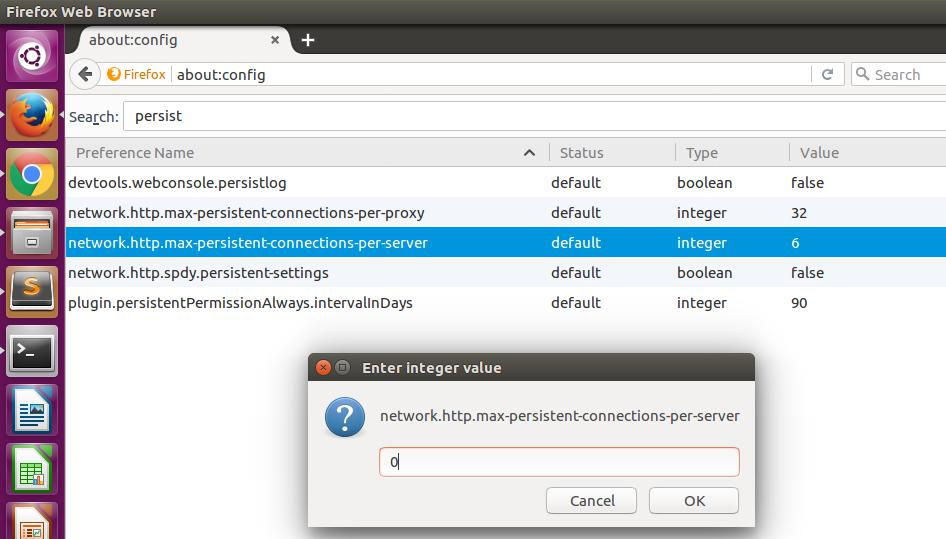 Firefox Web Browser
about:config × +
Firefox about:config Search
Search: persist
Preference Name Status Type Value
devtools.webconsole.persistlog default boolean false
network.http.max-persistent-connections-per-proxy default integer 32
network.http.max-persistent-connections-per-server default integer 6
network.http.spdy.persistent-settings default boolean false
plugin.persistentPermissionAlways.intervalInDays default integer 90
Enter integer value
network.http.max-persistent-connections-per-server
0
Cancel OK